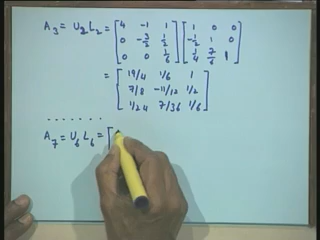 A₃ = U₂ L₂ = [ 4 -1 1 ] [ 1 0 0 ]
[ 0 -3/2 1/2 ] [ -1/2 1 0 ]
[ 0 0 1/6 ] [ 1/4 7/6 1 ]
= [ 19/4 1/6 1 ]
[ 7/8 -11/12 1/2 ]
[ 1/24 7/36 1/6 ]
. . . . . . .
A₇ = U₆ L₆ = [